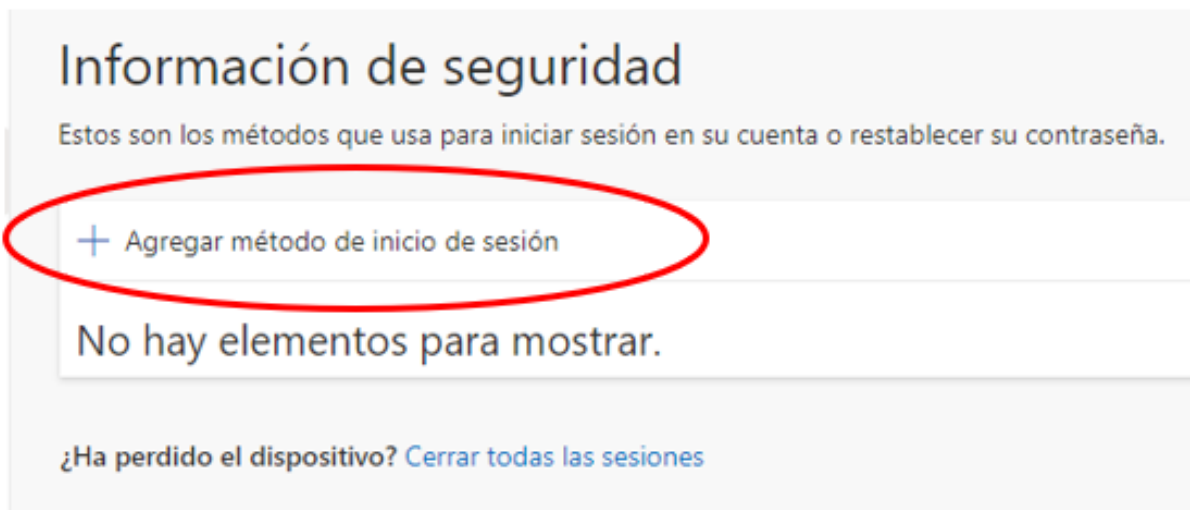 Información de seguridad
Estos son los métodos que usa para iniciar sesión en su cuenta o restablecer su contraseña.
+ Agregar método de inicio de sesión
No hay elementos para mostrar.
¿Ha perdido el dispositivo? Cerrar todas las sesiones